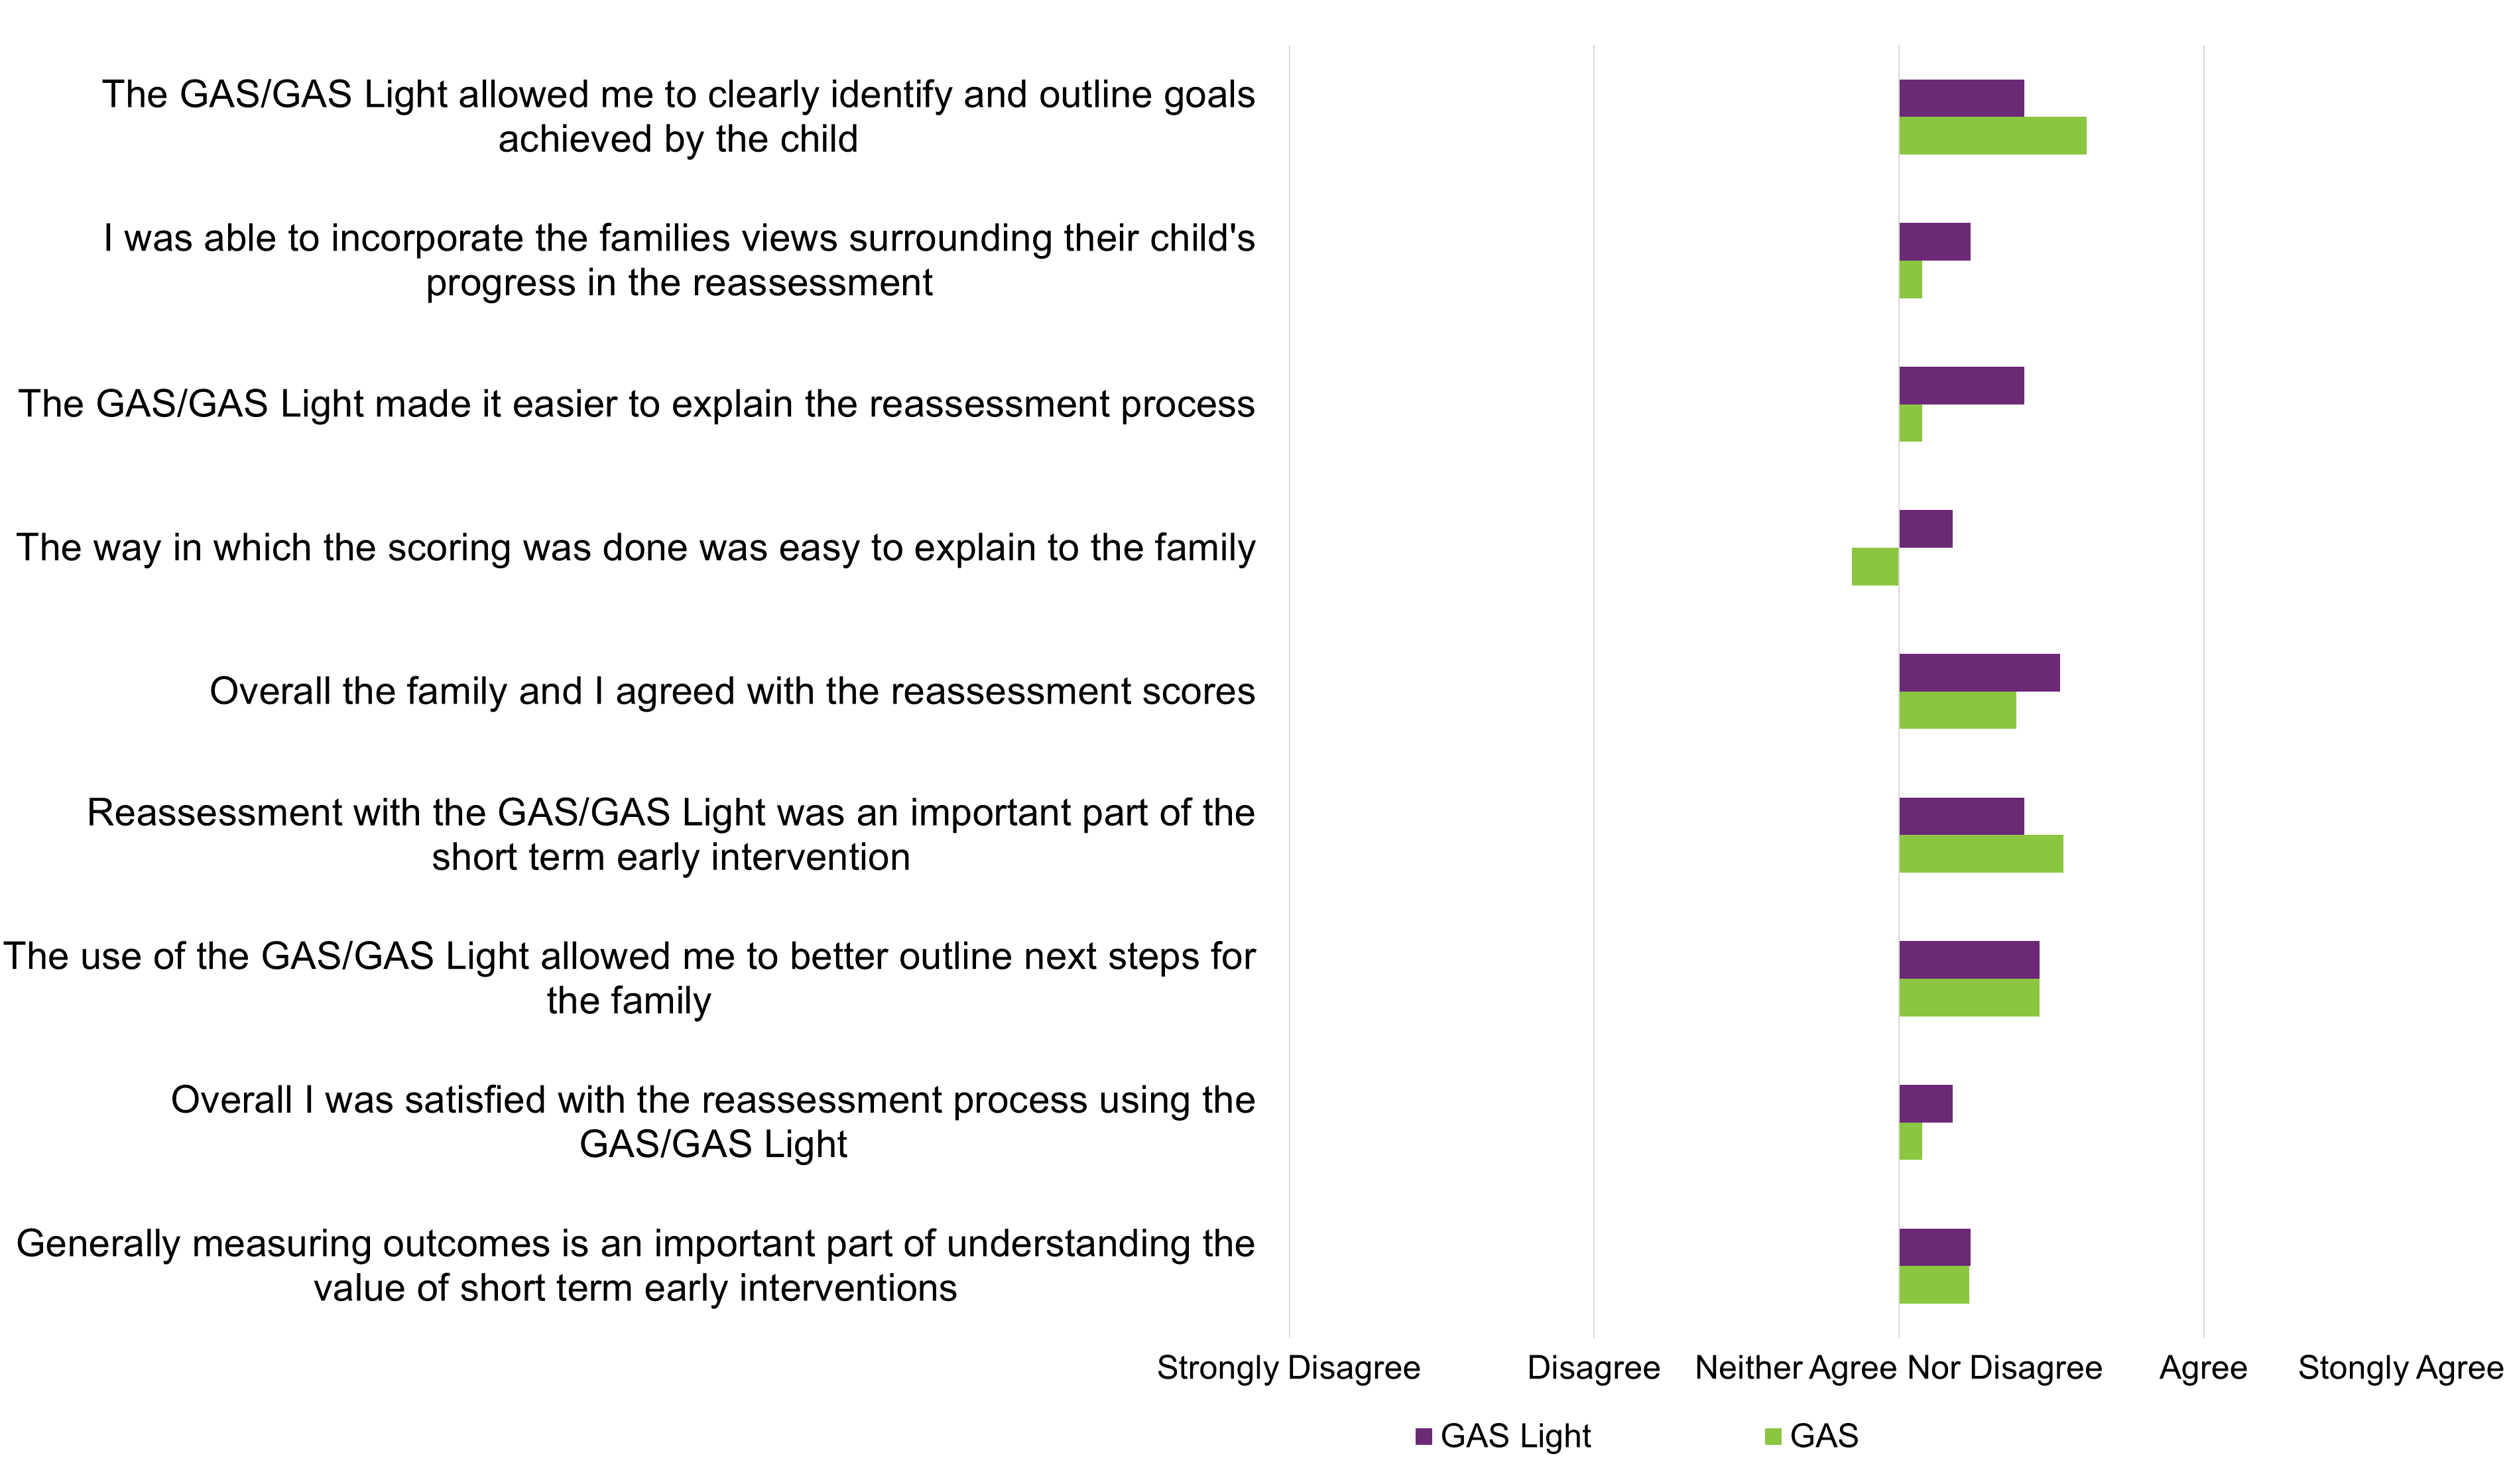 The GAS/GAS Light allowed me to clearly identify and outline goals
achieved by the child
I was able to incorporate the families views surrounding their child's
progress in the reassessment
The GAS/GAS Light made it easier to explain the reassessment process
The way in which the scoring was done was easy to explain to the family
Overall the family and I agreed with the reassessment scores
Reassessment with the GAS/GAS Light was an important part of the
short term early intervention
The use of the GAS/GAS Light allowed me to better outline next steps for
the family
Overall I was satisfied with the reassessment process using the
GAS/GAS Light
Generally measuring outcomes is an important part of understanding the
value of short term early interventions
Strongly Disagree Disagree Neither Agree Nor Disagree Agree Stongly Agree
GAS Light GAS